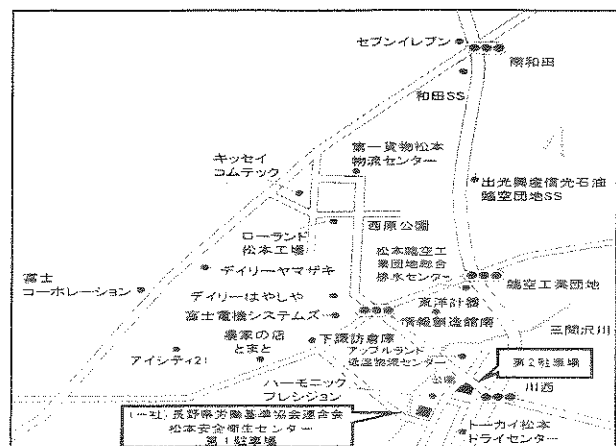 セブンイレブン
南和田
和田SS
第一貨物松本
物流センター
キッセイ
コムテック
出光興産信光石油
臨空団地SS
西原公園
ローランド
松本工場
松本臨空工
業団地総合
排水センター
デイリーヤマザキ
臨空工業団地
富士
コーポレーション
デイリーはやしや
東洋計器
富士電機システムズ
情報創造館南
三間沢川
農家の店
とまと
下諏訪倉庫
アップルランド
低温物流センター
アイシティ21
第2駐車場
ハーモニック
プレシジョン
公園
川西
(一社)長野県労働基準協会連合会
松本安全衛生センター
第1駐車場
トーカイ松本
ドライセンター